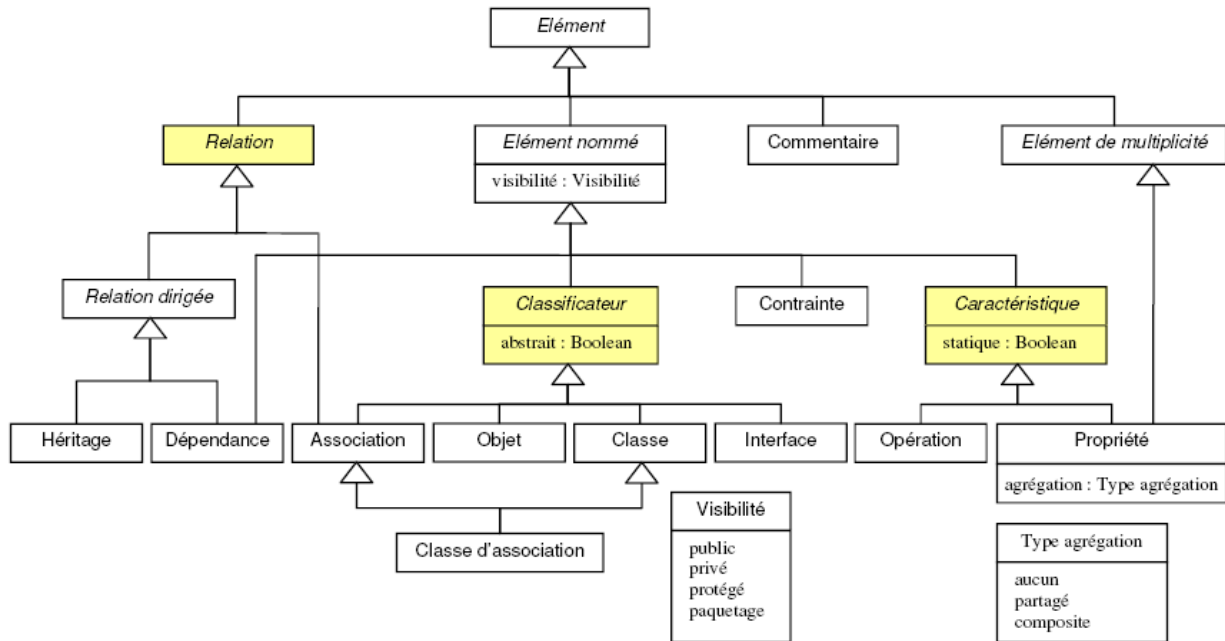 Elément
Relation
Elément nommé
visibilité : Visibilité
Commentaire
Elément de multiplicité
Relation dirigée
Classificateur
abstrait : Boolean
Contrainte
Caractéristique
statique : Boolean
Héritage
Dépendance
Association
Objet
Classe
Interface
Opération
Propriété
agrégation : Type agrégation
Classe d'association
Visibilité
public
privé
protégé
paquetage
Type agrégation
aucun
partagé
composite